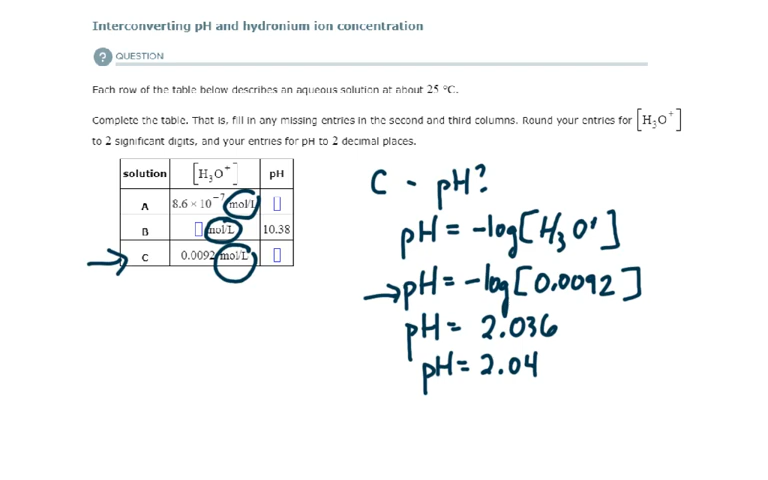 Interconverting pH and hydronium ion concentration
? QUESTION
Each row of the table below describes an aqueous solution at about 25 °C.
Complete the table. That is, fill in any missing entries in the second and third columns. Round your entries for [H₃O⁺]
to 2 significant digits, and your entries for pH to 2 decimal places.
solution [H₃O⁺] pH
A 8.6 × 10⁻⁷ mol/L
B mol/L 10.38
C 0.0092 mol/L
C - pH?
pH = -log[H₃O⁺]
→pH = -log[0.0092]
pH = 2.036
pH = 2.04